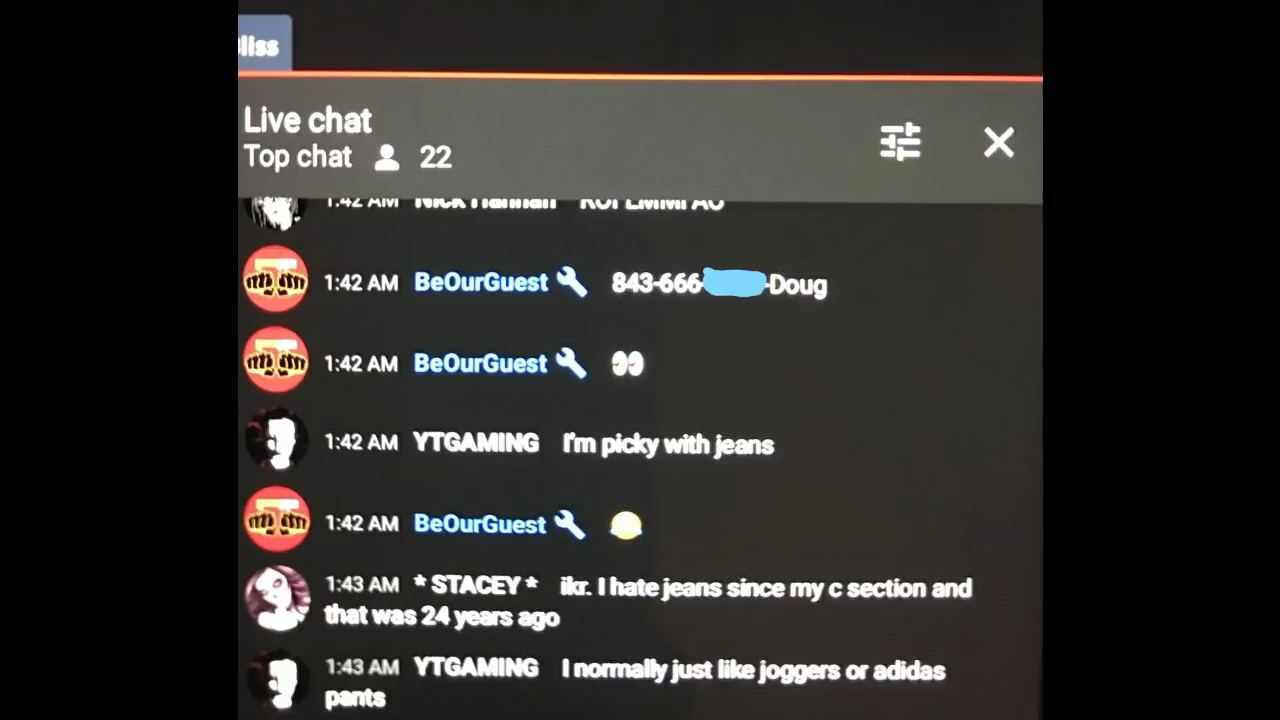 liss
Live chat
Top chat 22
1:42 AM Nick Hannan
1:42 AM BeOurGuest 843-666- -Doug
1:42 AM BeOurGuest 👀
1:42 AM YTGAMING I'm picky with jeans
1:42 AM BeOurGuest
1:43 AM * STACEY * ikr. I hate jeans since my c section and
that was 24 years ago
1:43 AM YTGAMING I normally just like joggers or adidas
pants